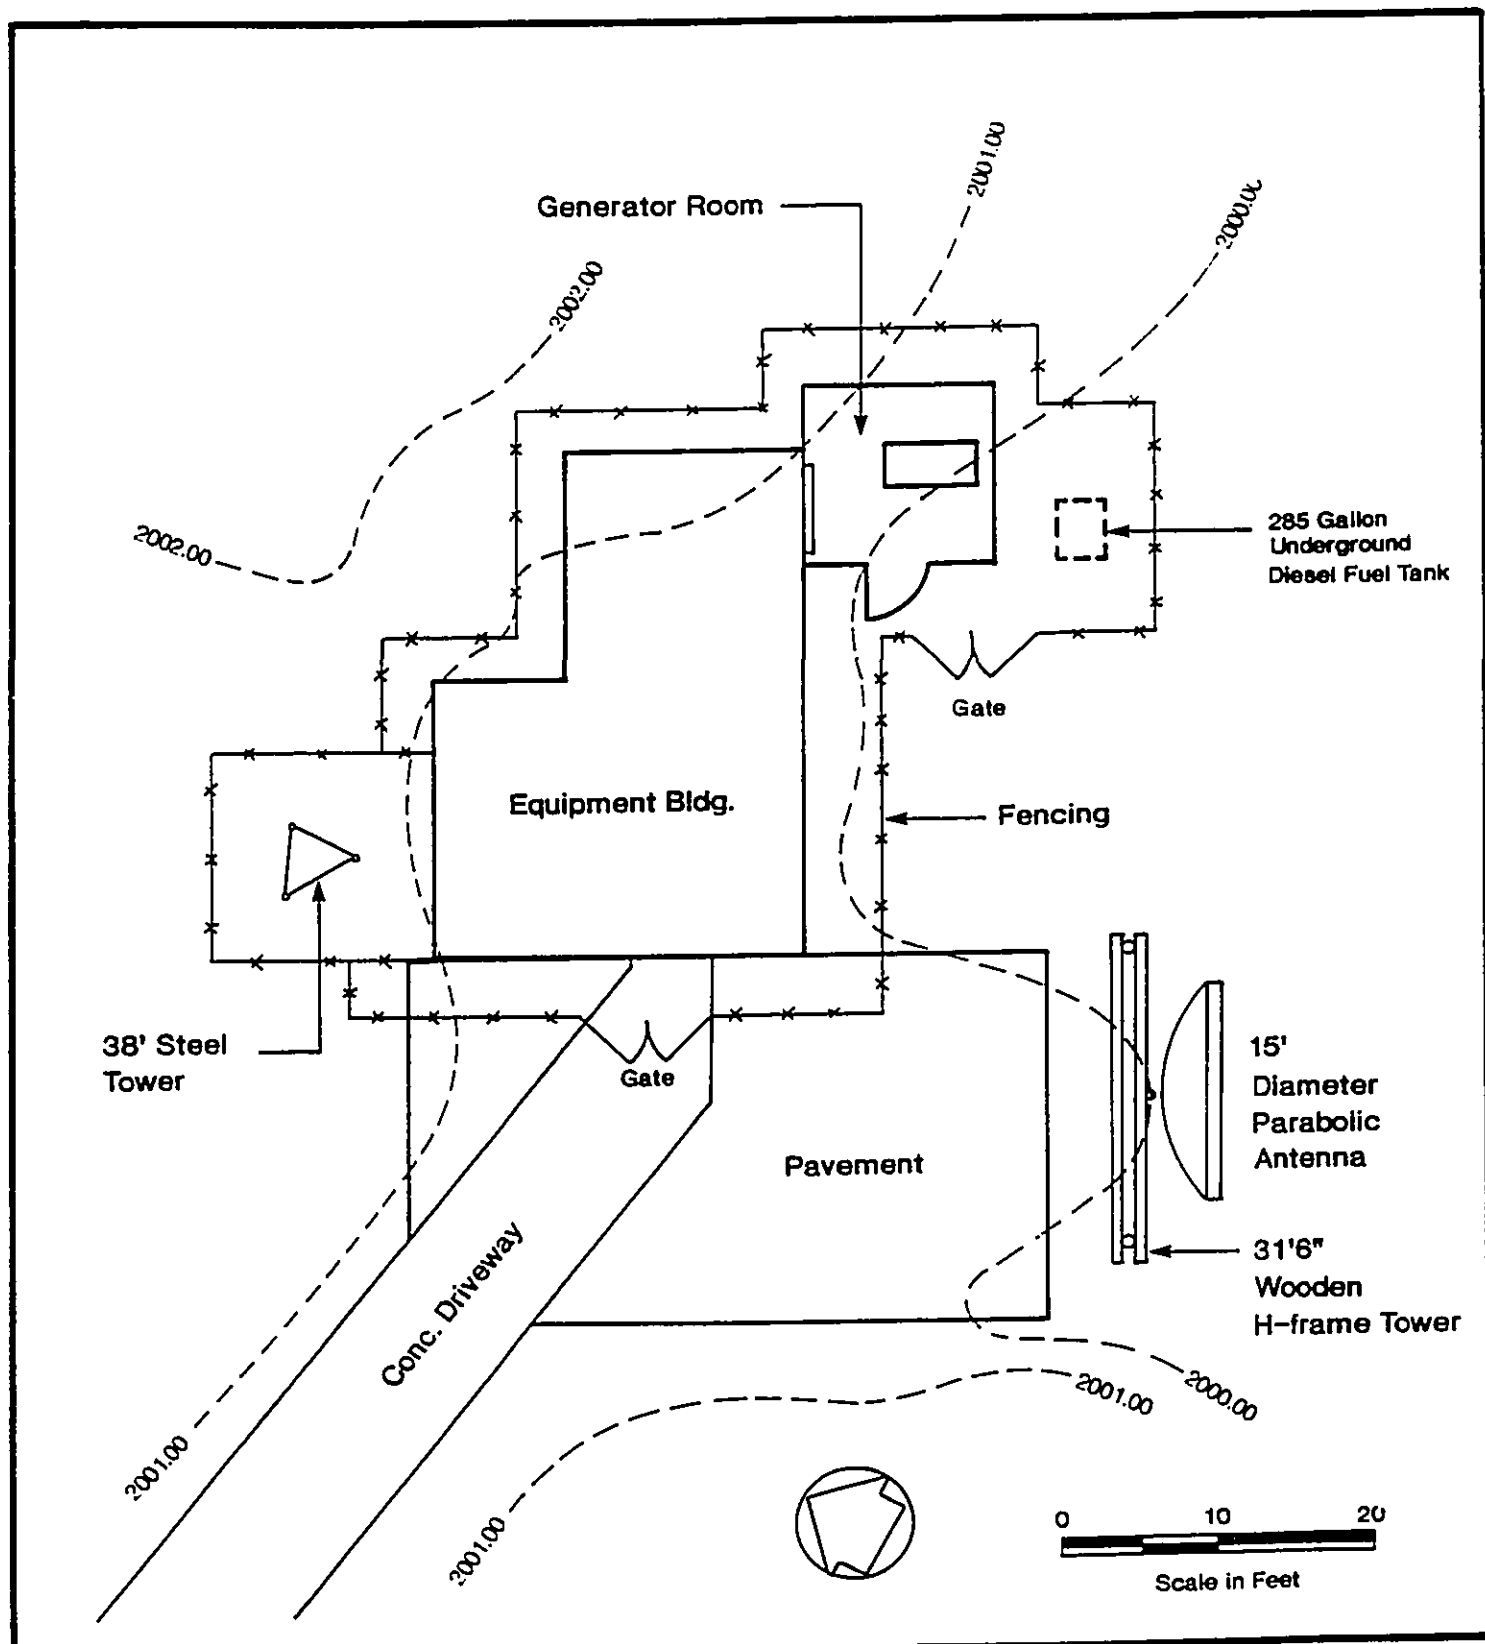 2001.00
2000.00
Generator Room
2002.00
2002.00
285 Gallon
Underground
Diesel Fuel Tank
Gate
Equipment Bldg.
Fencing
38' Steel
Tower
Gate
15'
Diameter
Parabolic
Antenna
Pavement
31'6"
Wooden
H-frame Tower
Conc. Driveway
2001.00
2000.00
2001.00
2001.00
0 10 20
Scale in Feet